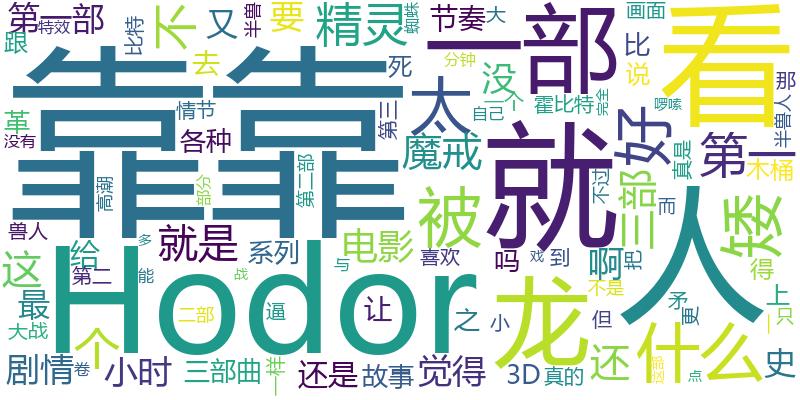 第一部
特效
不
又
半兽
要
精灵
蜘蛛
节奏
大
画面
跟
比特
去
死
一部
看
比
说
那
革
没有
靠靠
情节
各种
第三
太
没
一个
分钟
自己
霍比特
完全
啰嗦
半兽人
魔戒
就
好
第一
真是
木桶
高潮
部分
第二部
不过
三部
而
矮
兽人
这
给
第二
多
能
就是
系列
电影
被
喜欢
吗
戏
到
啊
把
人
得
最
大战
Hodor
二部
逼
战
与
让
之
小
龙
不是
但
矛
更
上
只
一
个
剧情
卷
小时
三部曲
一样
还是
故事
觉得
3D
真的
还
什么
点
史